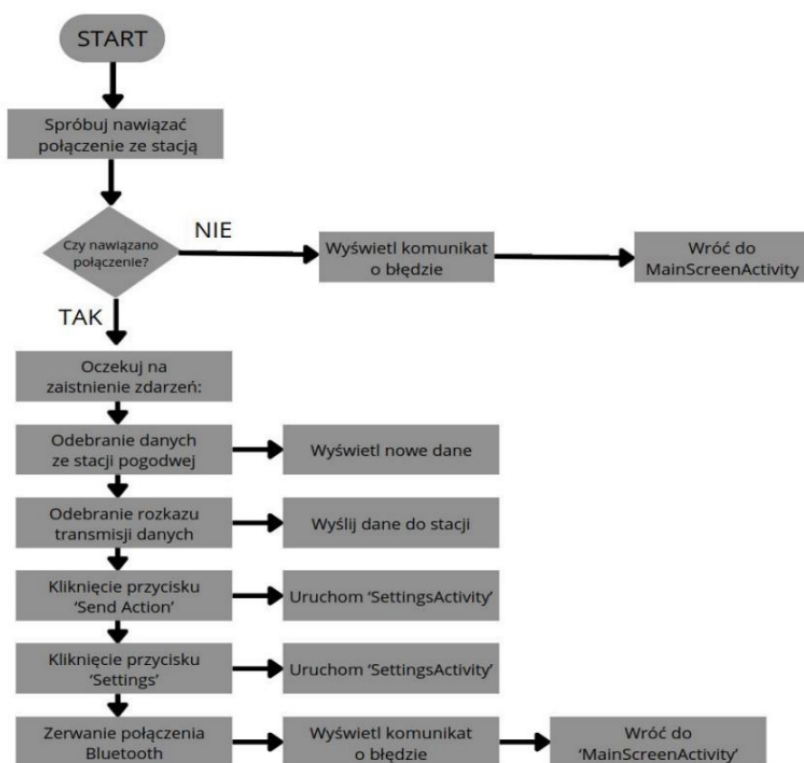 START
Spróbuj nawiązać
połączenie ze stacją
Czy nawiązano
połączenie?
NIE
Wyświetl komunikat
o błędzie
Wróć do
MainScreenActivity
TAK
Oczekuj na
zaistnienie zdarzeń:
Odebranie danych
ze stacji pogodwej
Wyświetl nowe dane
Odebranie rozkazu
transmisji danych
Wyślij dane do stacji
Kliknięcie przycisku
‘Send Action’
Uruchom ‘SettingsActivity’
Kliknięcie przycisku
‘Settings’
Uruchom ‘SettingsActivity’
Zerwanie połączenia
Bluetooth
Wyświetl komunikat
o błędzie
Wróć do
‘MainScreenActivity’